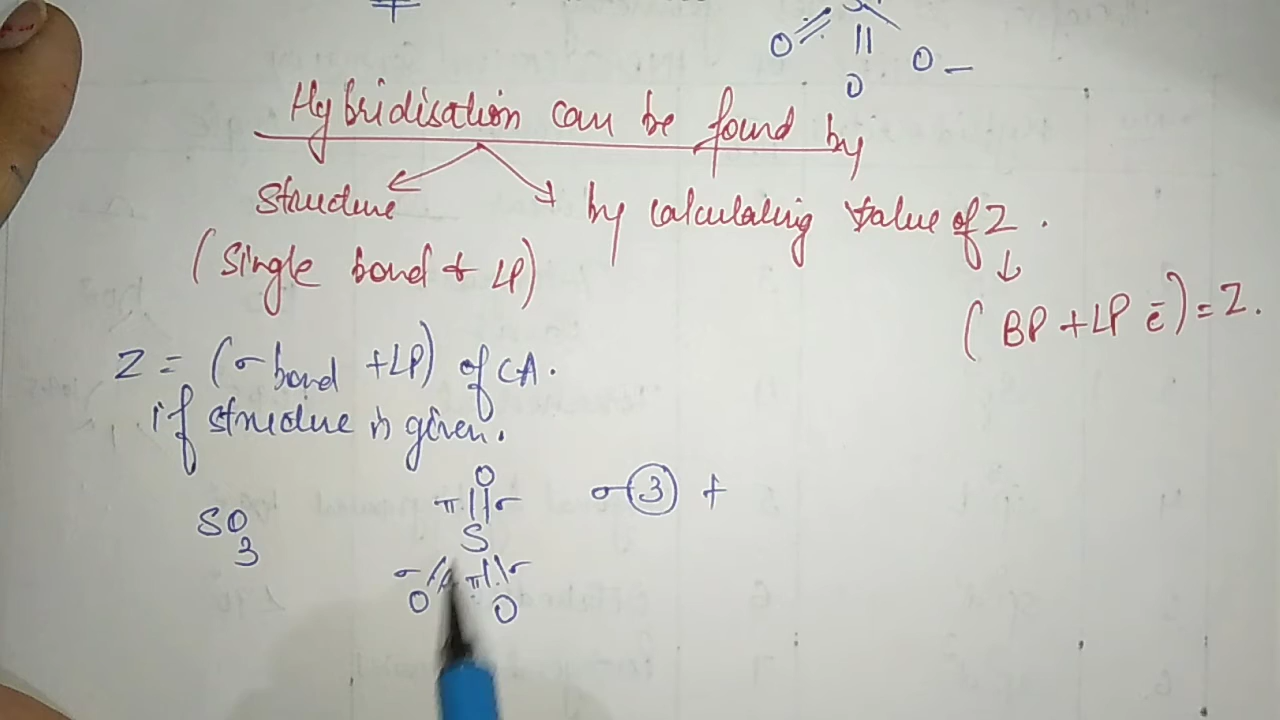 O O O -
Hybridisation can be found by
Structure by calculating value of Z.
(Single bond + LP)
(BP + LP ē) = Z.
Z = (σ bond + LP) of CA.
if structure is given.
O σ 3 +
π σ
SO3 S
σ π σ
O O